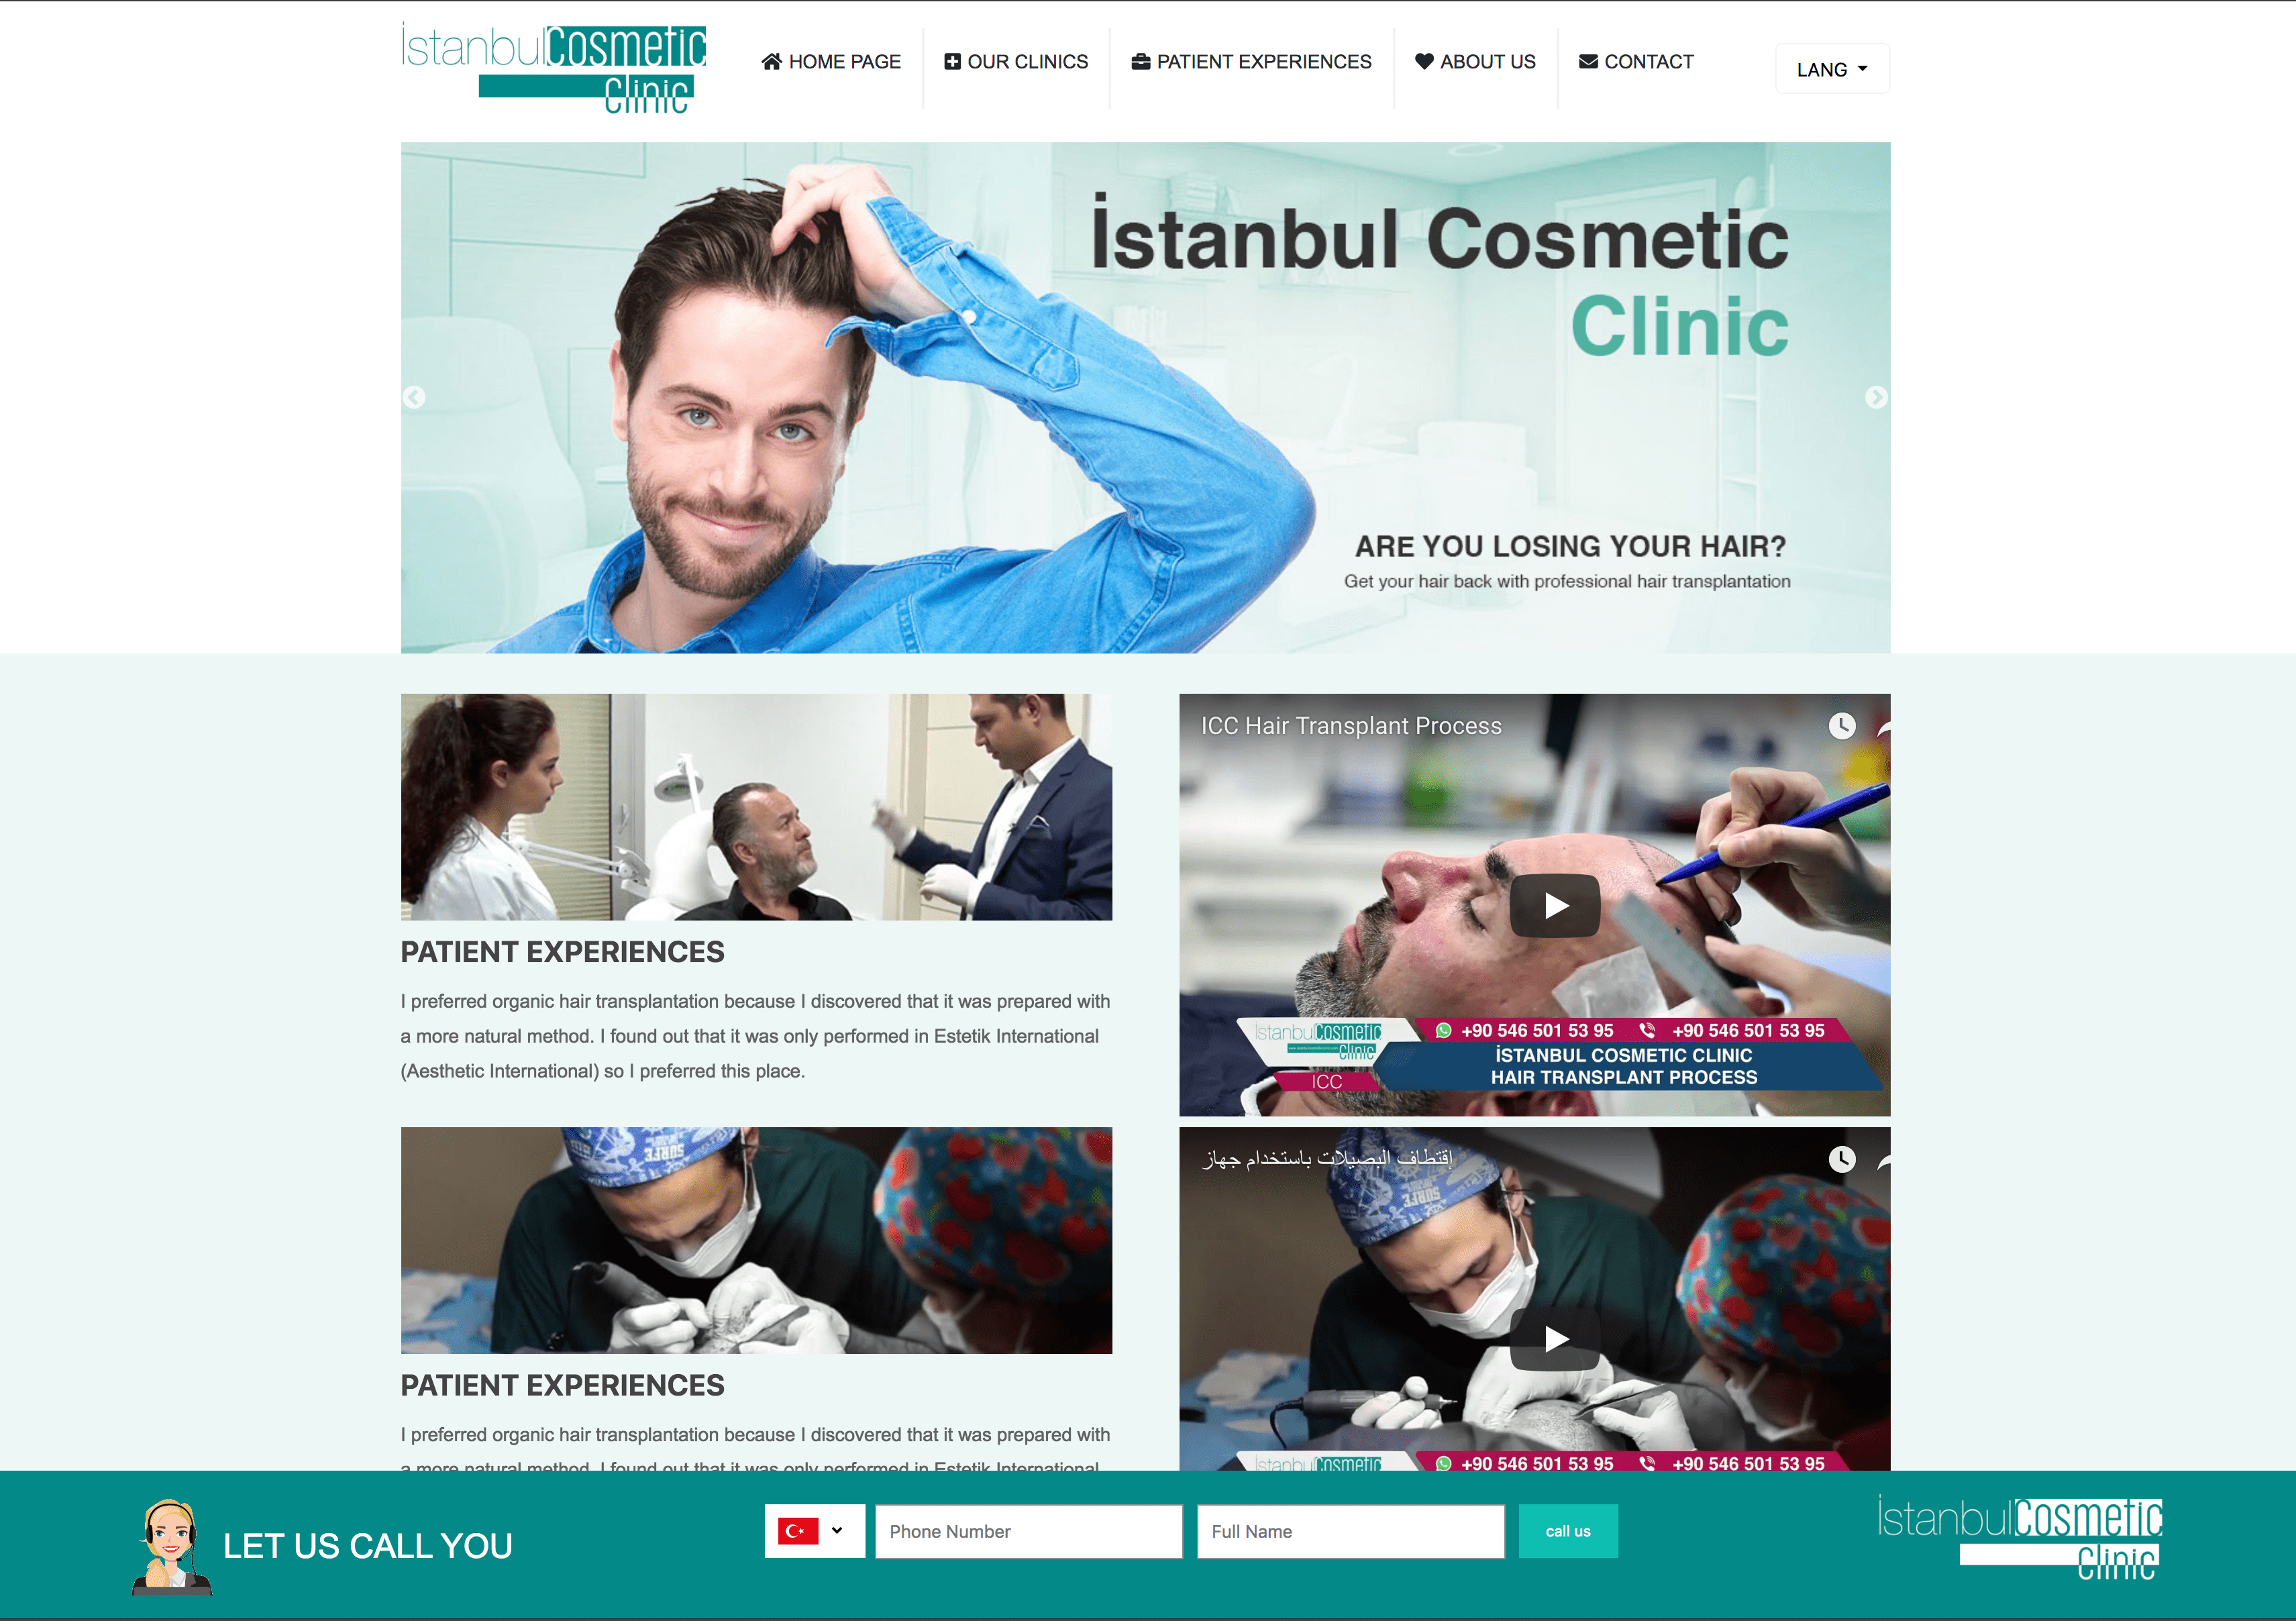 İstanbulCosmetic
Clinic
HOME PAGE
OUR CLINICS
PATIENT EXPERIENCES
ABOUT US
CONTACT
LANG
İstanbul Cosmetic
Clinic
ARE YOU LOSING YOUR HAIR?
Get your hair back with professional hair transplantation
PATIENT EXPERIENCES
I preferred organic hair transplantation because I discovered that it was prepared with
a more natural method. I found out that it was only performed in Estetik International
(Aesthetic International) so I preferred this place.
ICC Hair Transplant Process
İstanbulCosmetic
Clinic
ICC
+90 546 501 53 95 +90 546 501 53 95
İSTANBUL COSMETIC CLINIC
HAIR TRANSPLANT PROCESS
SURFE
PATIENT EXPERIENCES
I preferred organic hair transplantation because I discovered that it was prepared with
a more natural method. I found out that it was only performed in Estetik International
إقتطاف البصيلات باستخدام جهاز
SURFE
İstanbulCosmetic
+90 546 501 53 95 +90 546 501 53 95
LET US CALL YOU
Phone Number
Full Name
call us
İstanbulCosmetic
Clinic